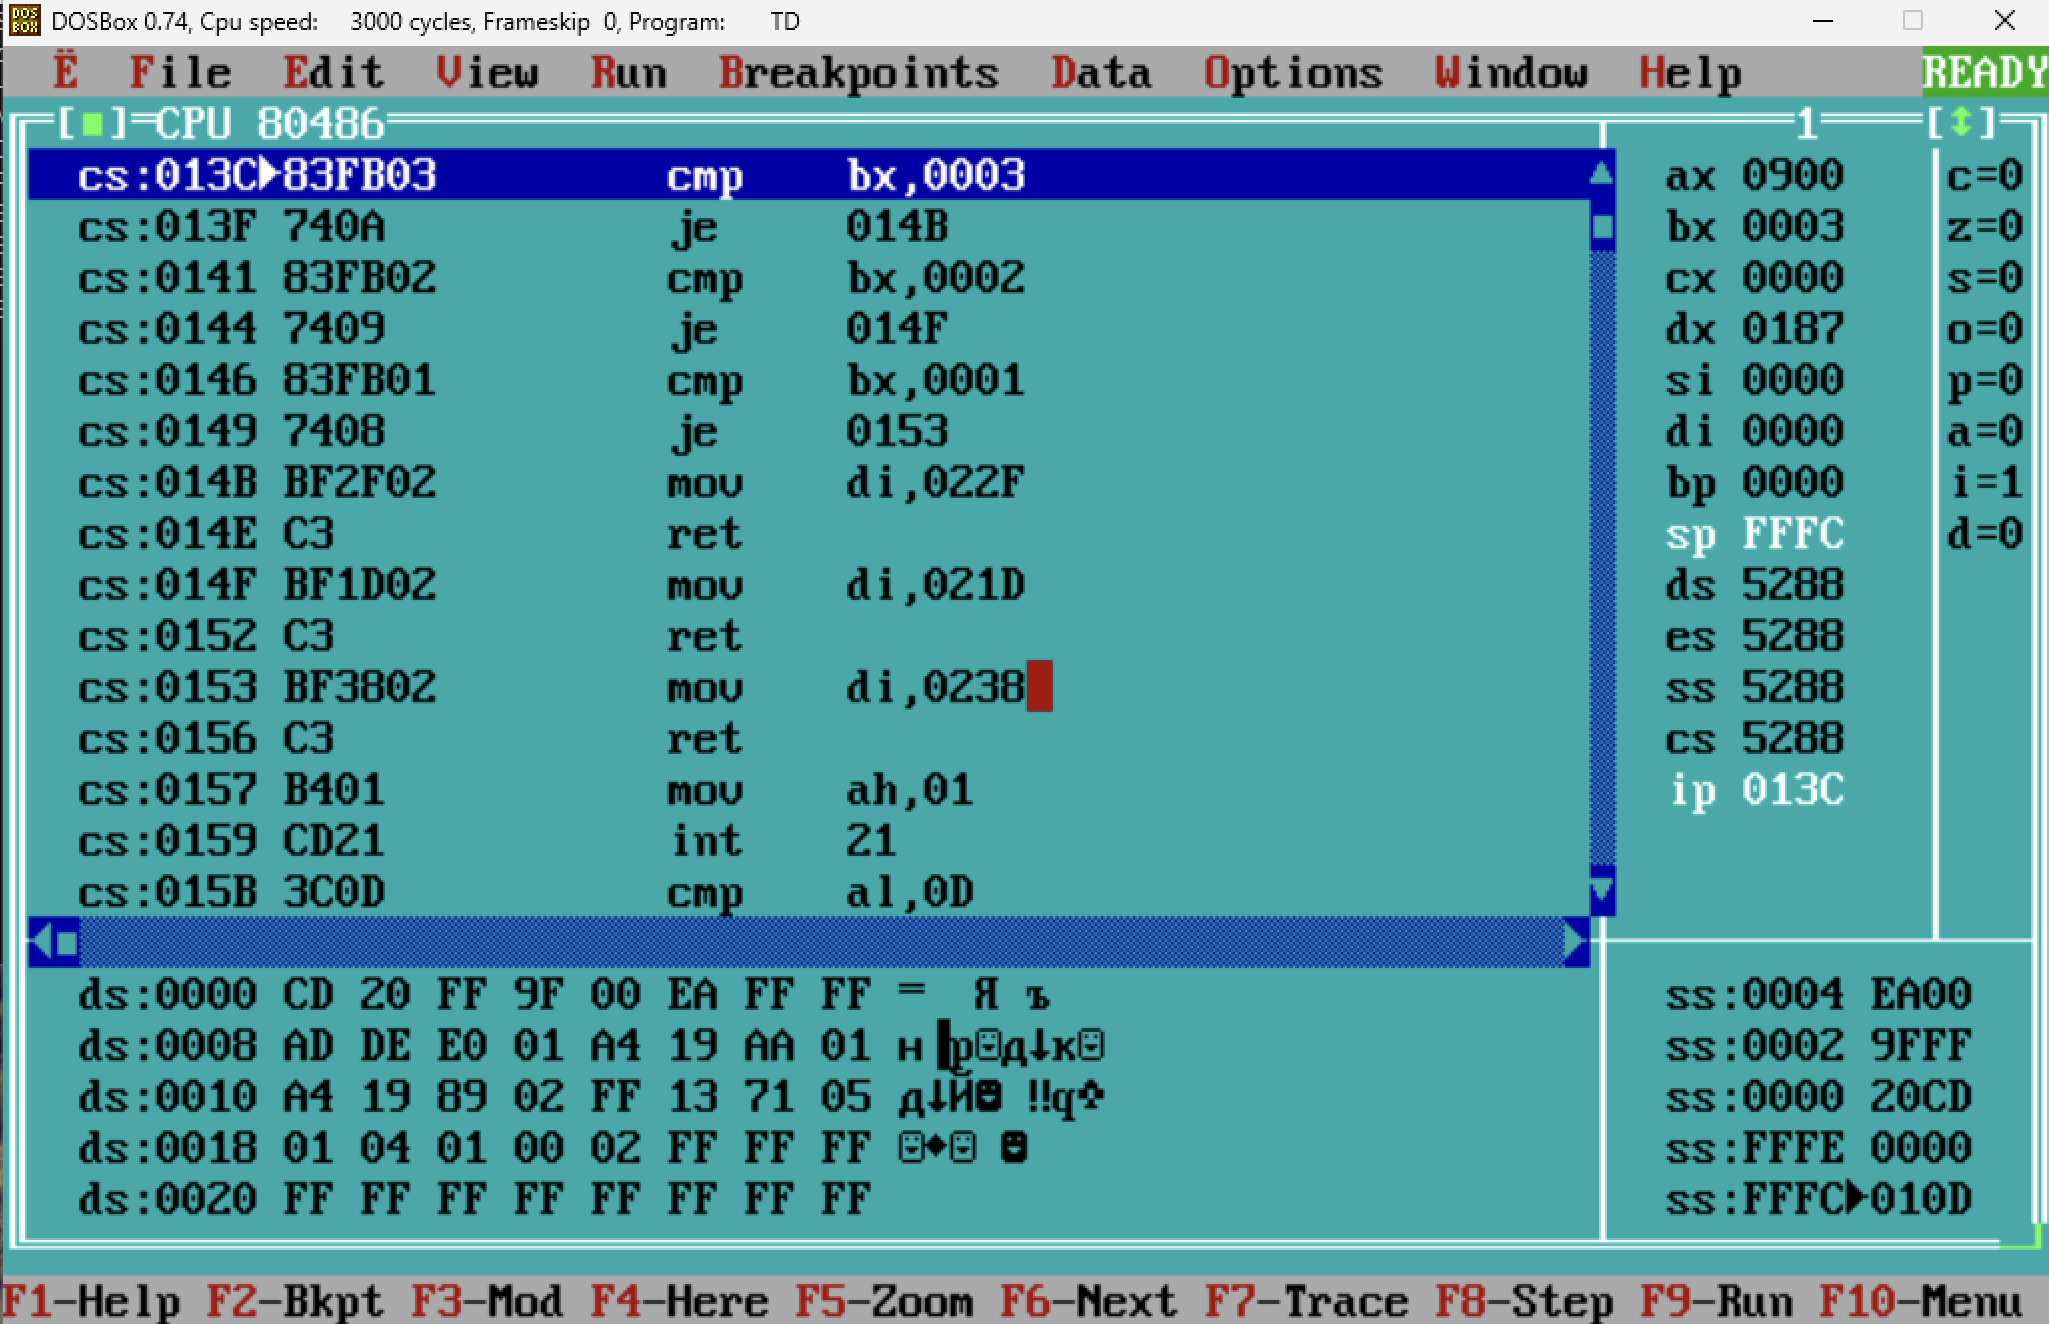 DOSBox 0.74, Cpu speed: 3000 cycles, Frameskip 0, Program: TD
Ë File Edit View Run Breakpoints Data Options Window Help READY
[■]=CPU 80486 1 [↕]
cs:013C►83FB03 cmp bx,0003 ax 0900 c=0
cs:013F 740A je 014B bx 0003 z=0
cs:0141 83FB02 cmp bx,0002 cx 0000 s=0
cs:0144 7409 je 014F dx 0187 o=0
cs:0146 83FB01 cmp bx,0001 si 0000 p=0
cs:0149 7408 je 0153 di 0000 a=0
cs:014B BF2F02 mov di,022F bp 0000 i=1
cs:014E C3 ret sp FFFC d=0
cs:014F BF1D02 mov di,021D ds 5288
cs:0152 C3 ret es 5288
cs:0153 BF3802 mov di,0238 ss 5288
cs:0156 C3 ret cs 5288
cs:0157 B401 mov ah,01 ip 013C
cs:0159 CD21 int 21
cs:015B 3C0D cmp al,0D
ds:0000 CD 20 FF 9F 00 EA FF FF = Я ъ ss:0004 EA00
ds:0008 AD DE E0 01 A4 19 AA 01 н ▐р☺д↓к☺ ss:0002 9FFF
ds:0010 A4 19 89 02 FF 13 71 05 д↓Й☻ ‼q♣ ss:0000 20CD
ds:0018 01 04 01 00 02 FF FF FF ☺♦☺ ☻ ss:FFFE 0000
ds:0020 FF FF FF FF FF FF FF FF ss:FFFC►010D
F1-Help F2-Bkpt F3-Mod F4-Here F5-Zoom F6-Next F7-Trace F8-Step F9-Run F10-Menu